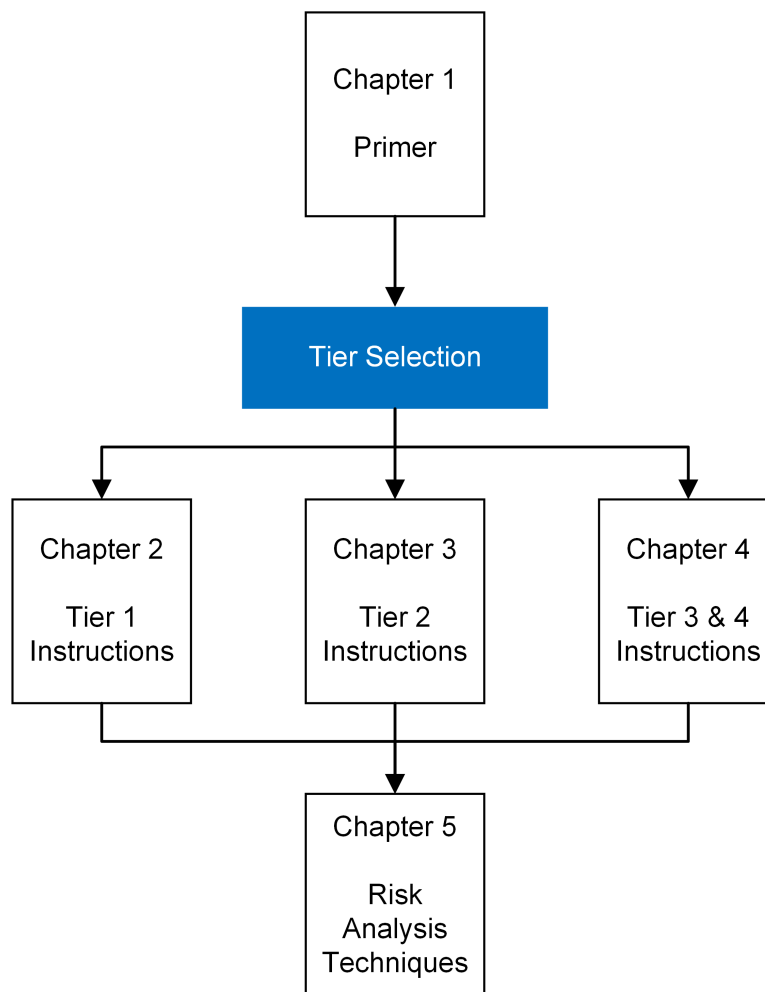 Chapter 1
Primer
Tier Selection
Chapter 2
Tier 1
Instructions
Chapter 3
Tier 2
Instructions
Chapter 4
Tier 3 & 4
Instructions
Chapter 5
Risk
Analysis
Techniques